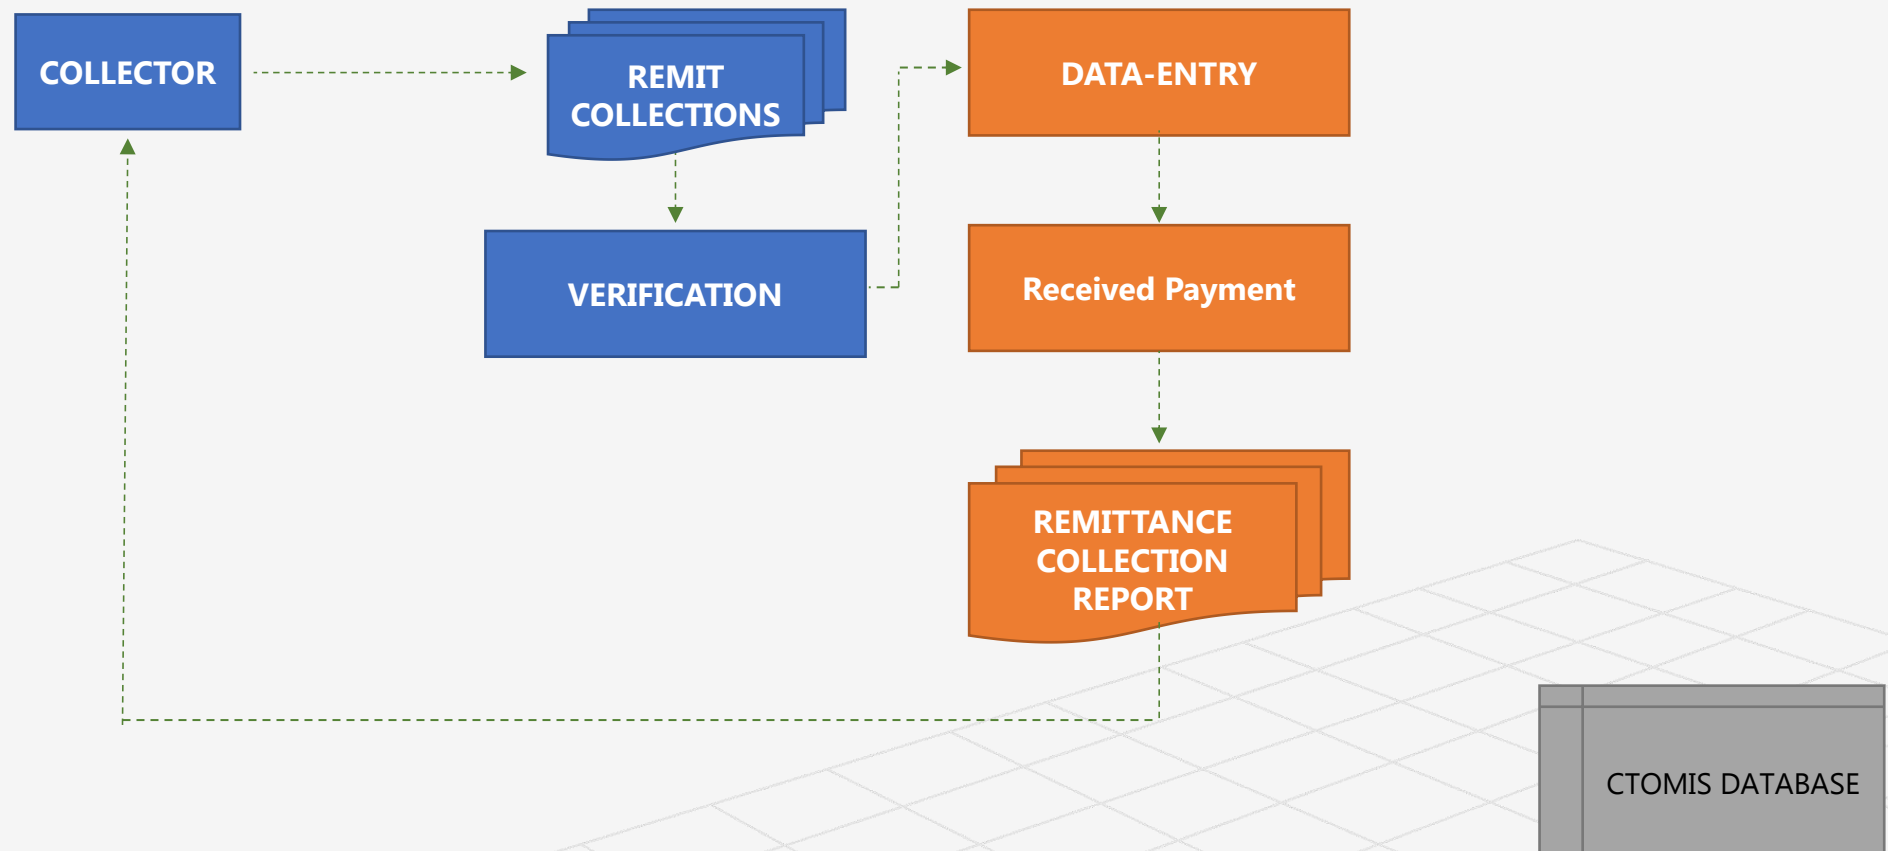 COLLECTOR
REMIT
COLLECTIONS
DATA-ENTRY
VERIFICATION
Received Payment
REMITTANCE
COLLECTION
REPORT
CTOMIS DATABASE